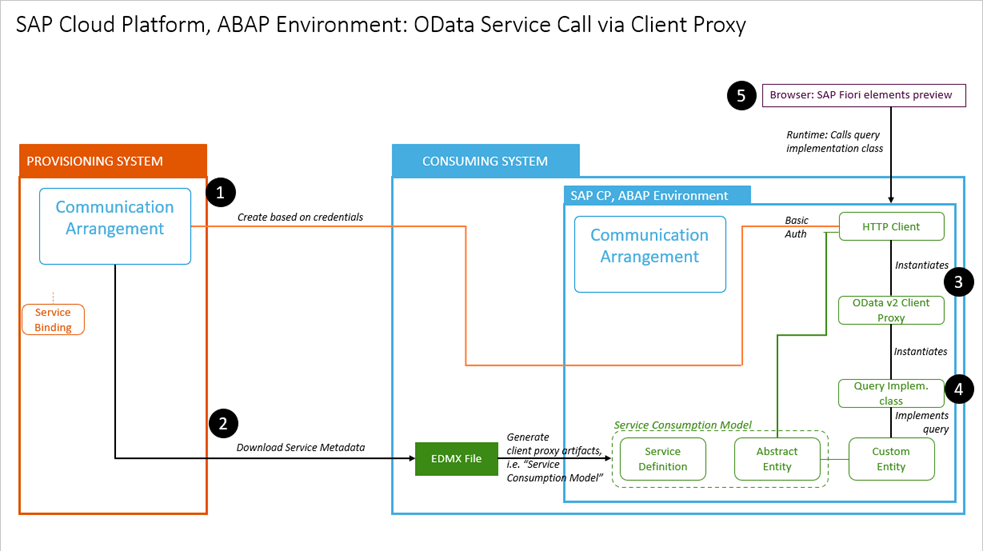 SAP Cloud Platform, ABAP Environment: OData Service Call via Client Proxy
5
Browser: SAP Fiori elements preview
Runtime: Calls query
implementation class
PROVISIONING SYSTEM
CONSUMING SYSTEM
1
Communication
Arrangement
Create based on credentials
SAP CP, ABAP Environment
Communication
Arrangement
Basic
Auth
HTTP Client
Instantiates
3
Service
Binding
OData v2 Client
Proxy
Instantiates
Query Implem.
class
4
Implements
query
2
Download Service Metadata
EDMX File
Generate
client proxy artifacts,
i.e. “Service
Consumption Model”
Service Consumption Model
Service
Definition
Abstract
Entity
Custom
Entity